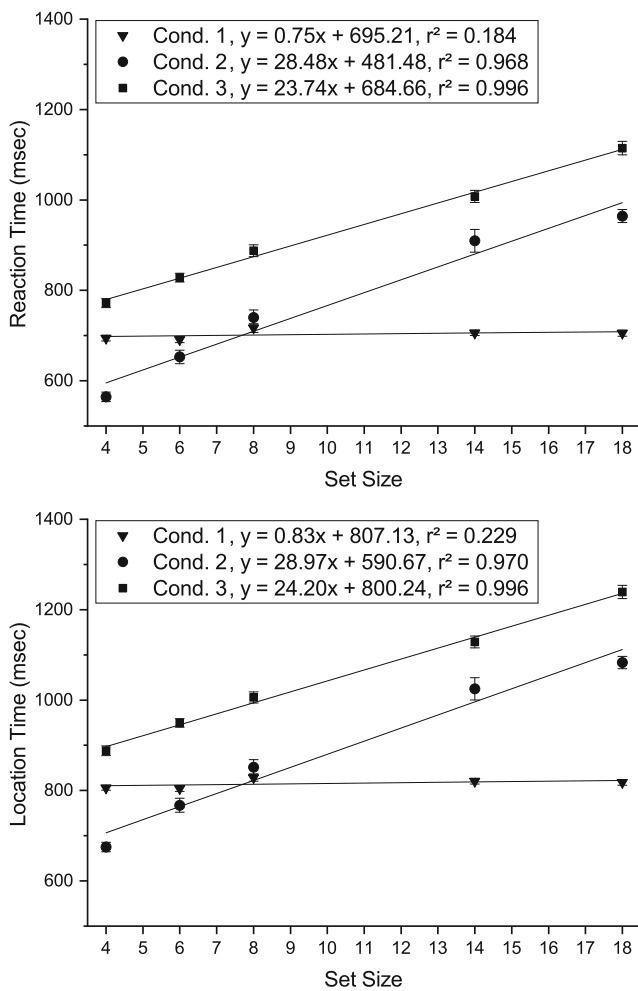 1400
Cond. 1, y = 0.75x + 695.21, r² = 0.184
Cond. 2, y = 28.48x + 481.48, r² = 0.968
Cond. 3, y = 23.74x + 684.66, r² = 0.996
1200
1000
800
600
Reaction Time (msec)
4 5 6 7 8 9 10 11 12 13 14 15 16 17 18
Set Size
1400
Cond. 1, y = 0.83x + 807.13, r² = 0.229
Cond. 2, y = 28.97x + 590.67, r² = 0.970
Cond. 3, y = 24.20x + 800.24, r² = 0.996
1200
1000
800
600
Location Time (msec)
4 5 6 7 8 9 10 11 12 13 14 15 16 17 18
Set Size